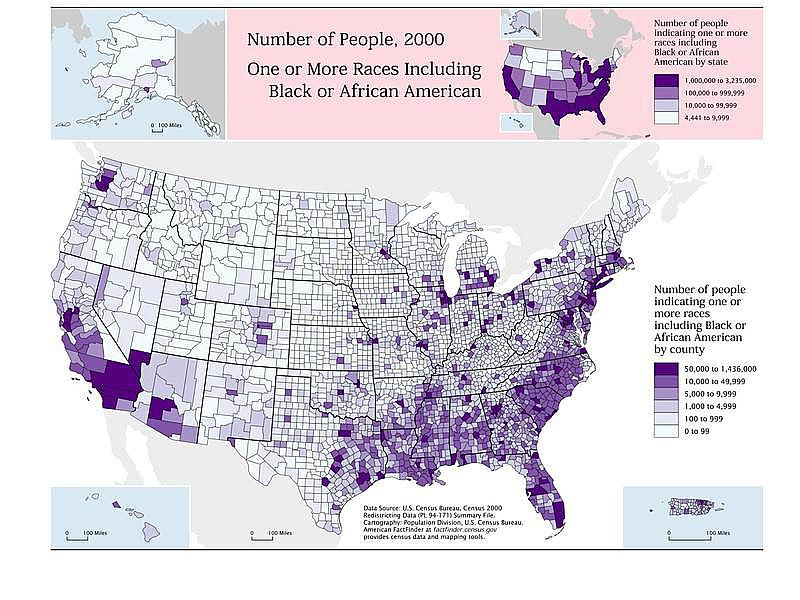 Number of People, 2000
One or More Races Including
Black or African American
Number of people
indicating one or more
races including
Black or African
American by state
1,000,000 to 3,235,000
100,000 to 999,999
10,000 to 99,999
4,441 to 9,999
0 100 Miles
Number of people
indicating one or
more races
including Black or
African American
by county
50,000 to 1,436,000
10,000 to 49,999
5,000 to 9,999
1,000 to 4,999
100 to 999
0 to 99
Data Source: U.S. Census Bureau, Census 2000
Redistricting Data (PL 94-171) Summary File.
Cartography: Population Division, U.S. Census Bureau.
American FactFinder at factfinder.census.gov
provides census data and mapping tools.
0 100 Miles
0 100 Miles
0 100 Miles